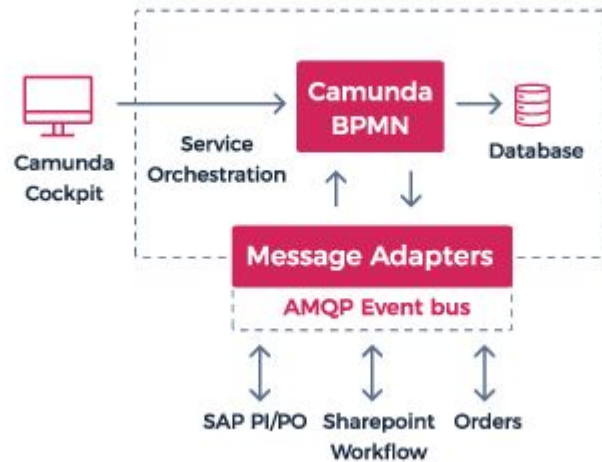 Camunda
BPMN
Camunda
Cockpit
Service
Orchestration
Database
Message Adapters
AMQP Event bus
SAP PI/PO
Sharepoint
Workflow
Orders